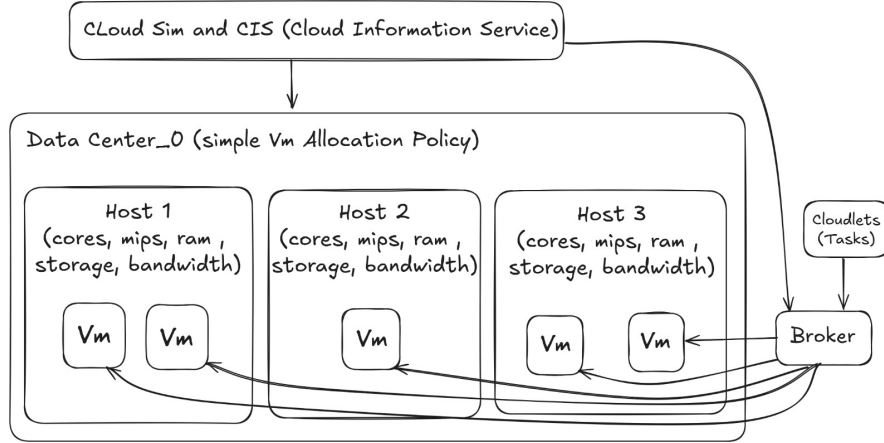 CLoud Sim and CIS (Cloud Information Service)
Data Center_0 (simple Vm Allocation Policy)
Host 1
(cores, mips, ram ,
storage, bandwidth)
Vm
Vm
Host 2
(cores, mips, ram ,
storage, bandwidth)
Vm
Host 3
(cores, mips, ram ,
storage, bandwidth)
Vm
Vm
Cloudlets
(Tasks)
Broker